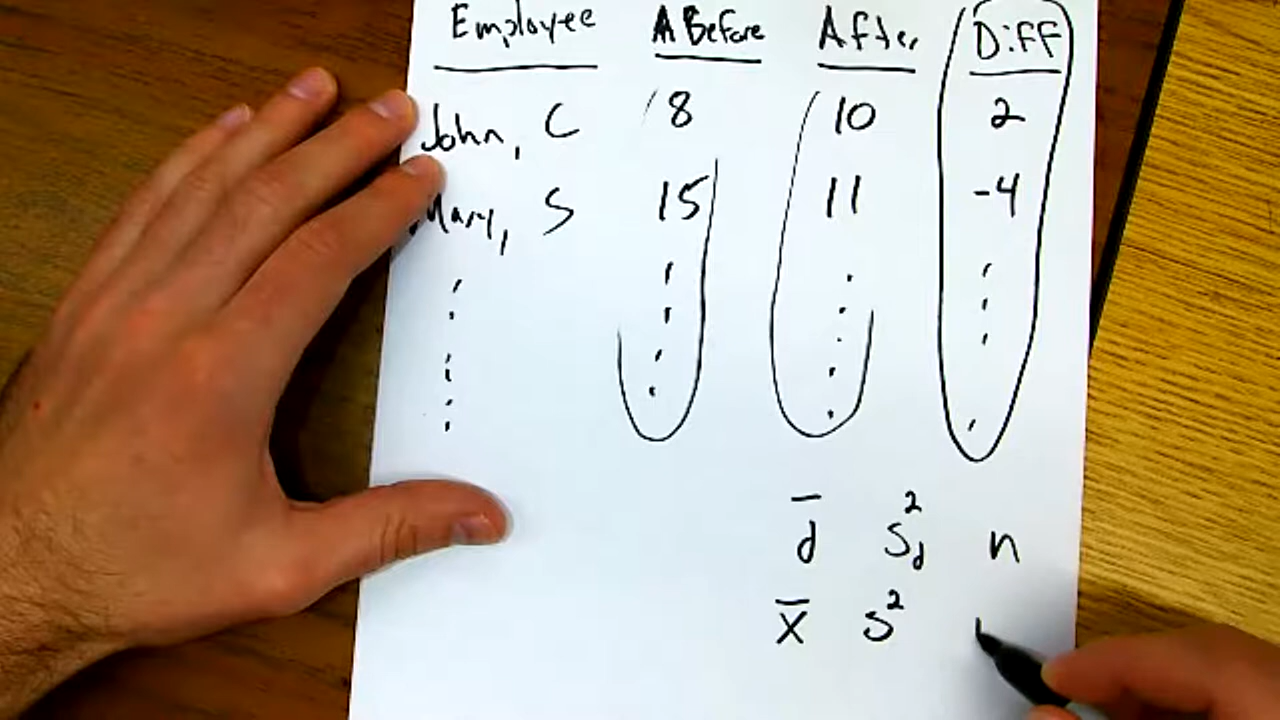 Employee Before After Diff
John, C 8 10 2
Mary, S 15 11 -4
d̄ s²d n
x̄ s²